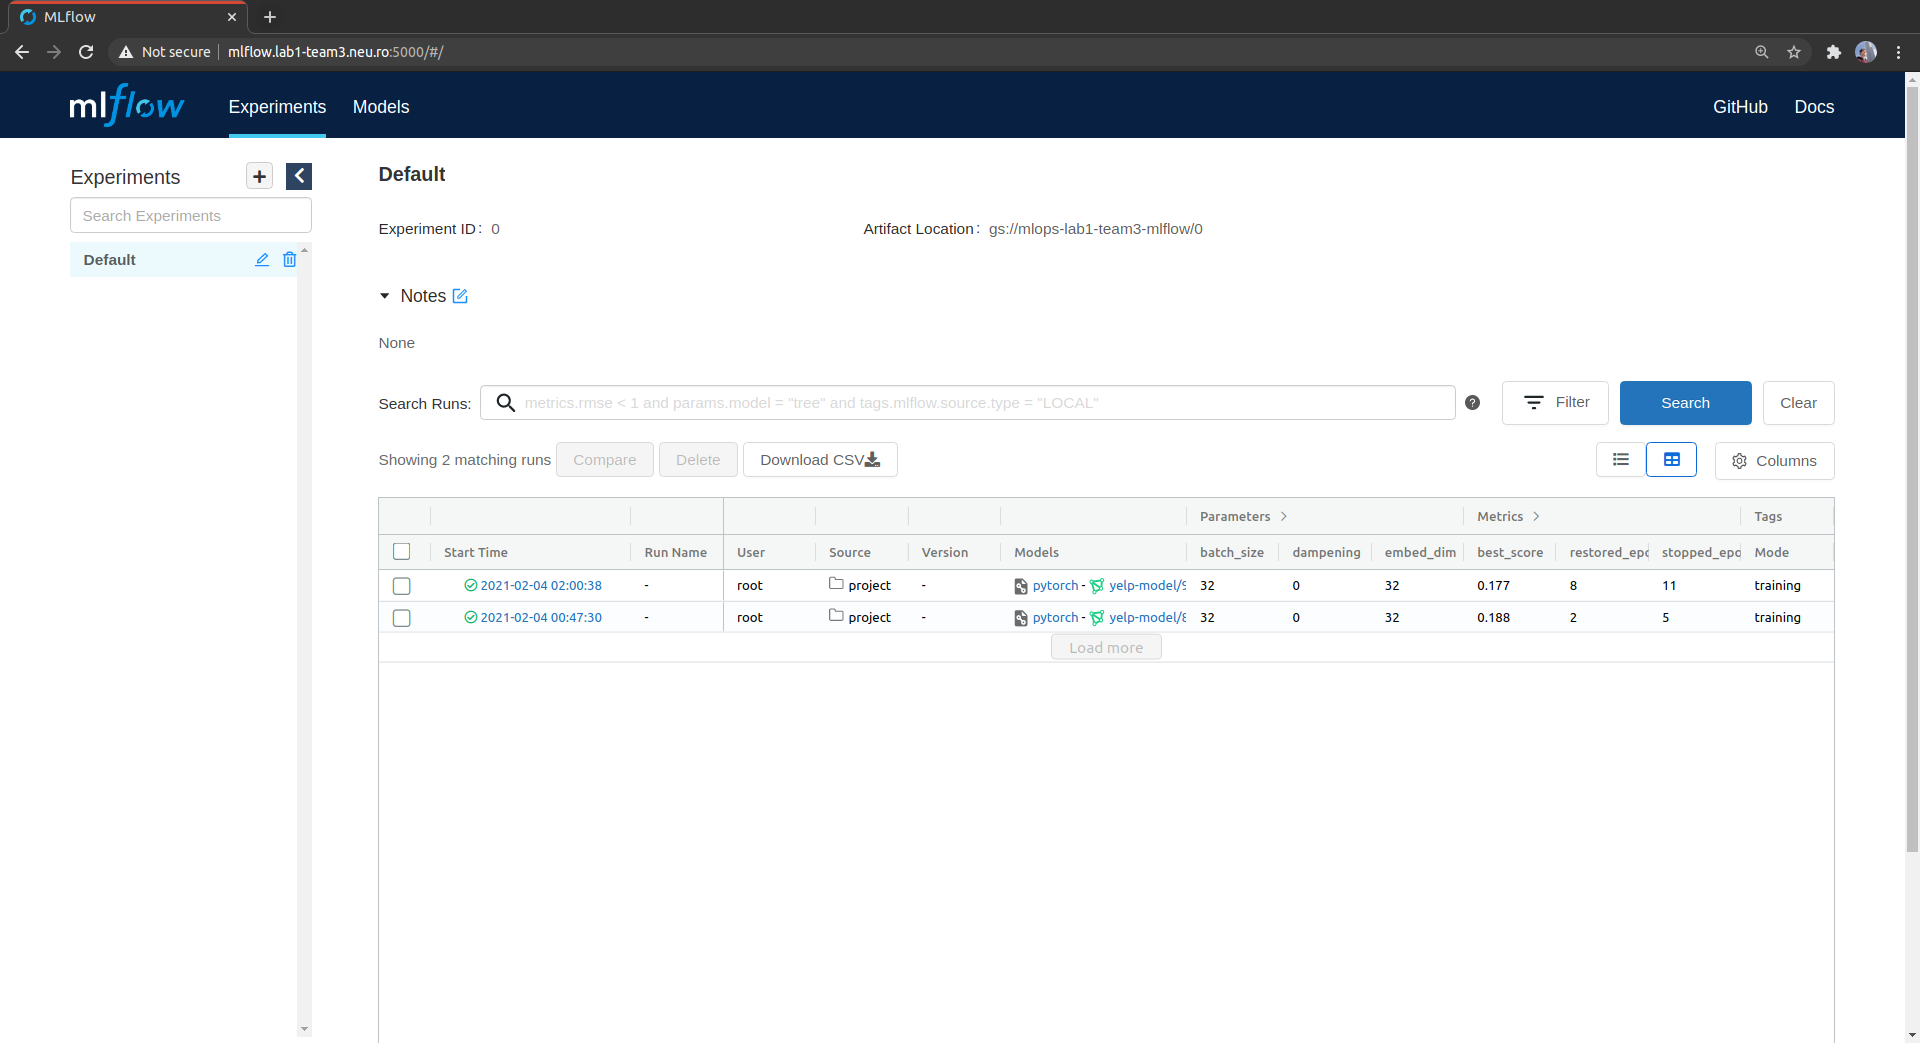 MLflow
Not secure mlflow.lab1-team3.neu.ro:5000/#/
mlflow Experiments Models GitHub Docs
Experiments
Search Experiments
Default
Default
Experiment ID: 0 Artifact Location: gs://mlops-lab1-team3-mlflow/0
Notes
None
Search Runs: metrics.rmse < 1 and params.model = "tree" and tags.mlflow.source.type = "LOCAL" ? Filter Search Clear
Showing 2 matching runs Compare Delete Download CSV Columns
Parameters > Metrics > Tags
Start Time Run Name User Source Version Models batch_size dampening embed_dim best_score restored_epo stopped_epo Mode
2021-02-04 02:00:38 - root project - pytorch - yelp-model/9 32 0 32 0.177 8 11 training
2021-02-04 00:47:30 - root project - pytorch - yelp-model/8 32 0 32 0.188 2 5 training
Load more